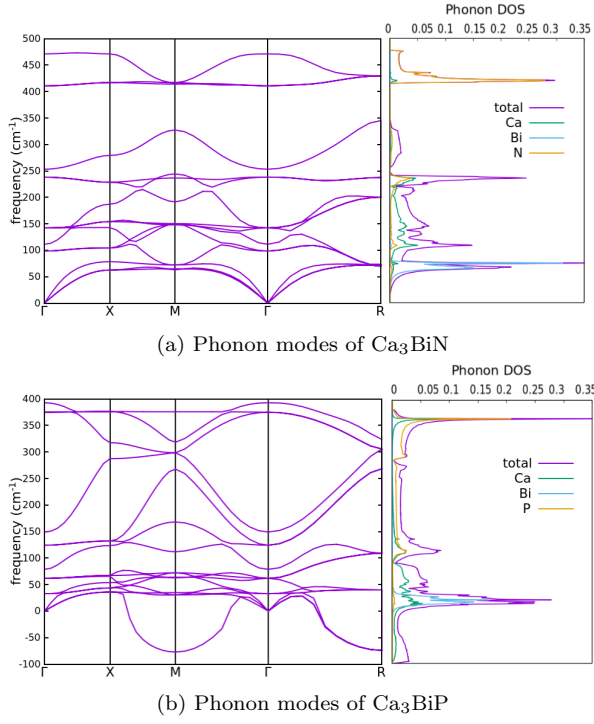 Phonon DOS
0 0.05 0.1 0.15 0.2 0.25 0.3 0.35
500
450
400
350
300
250
200
150
100
50
0
frequency (cm⁻¹)
total
Ca
Bi
N
Γ X M Γ R
(a) Phonon modes of Ca₃BiN
Phonon DOS
0 0.05 0.1 0.15 0.2 0.25 0.3 0.35
400
350
300
250
200
150
100
50
0
-50
-100
frequency (cm⁻¹)
total
Ca
Bi
P
Γ X M Γ R
(b) Phonon modes of Ca₃BiP